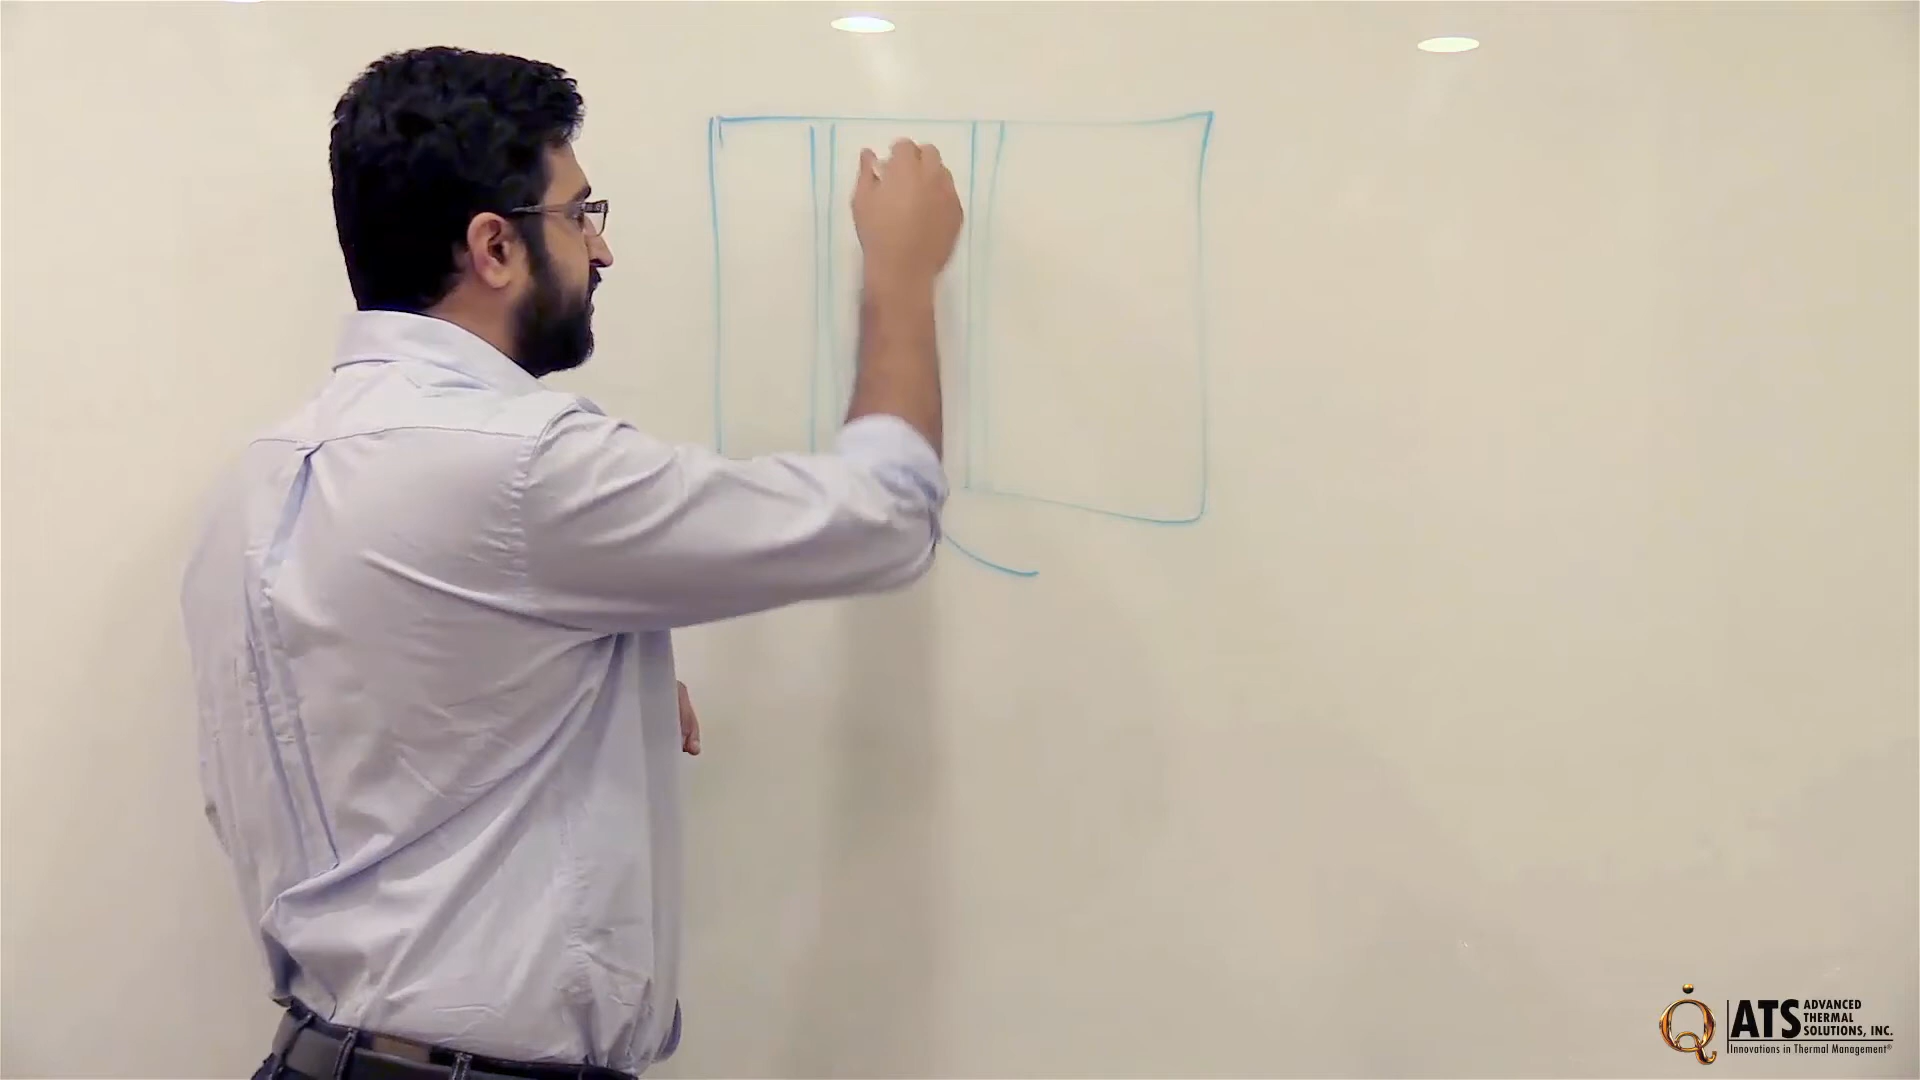 ATS ADVANCED
THERMAL
SOLUTIONS, INC.
Innovations in Thermal Management®